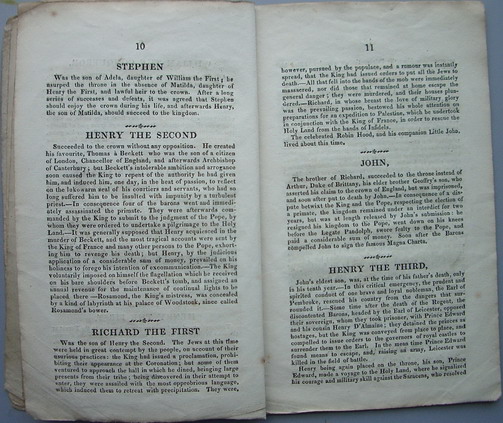 10
STEPHEN
Was the son of Adela, daughter of William the First; he
usurped the throne in the absence of Matilda, daughter of
Henry the First, and lawful heir to the crown. After a long
series of successes and defeats, it was agreed that Stephen
should enjoy the crown during his life, and afterwards Henry,
the son of Matilda, should succeed to the kingdom.
HENRY THE SECOND
Succeeded to the crown without opposition. He created
his favourite, Thomas à Beckett who was the son of a citizen
of London, Chancellor of England, and afterwards Archbishop
of Canterbury; but Beckett's intolerable ambition and arrogance
soon caused the King to repent of the authority he had given
him, and induced him, one day, in the heat of passion, to reflect
on the lukewarm zeal of his courtiers and servants, who had so
long suffered him to be insulted with impunity by a turbulent
priest.—In consequence four of the barons went and immedi-
ately assassinated the priest. They were afterwards com-
manded by the King to submit to the judgment of the Pope, by
whom they were ordered to undertake a pilgrimage to the Holy
Land.—It was generally supposed that Henry acquiesced in the
murder of Beckett, and the most tragical accounts were sent by
the King of France and many other persons to the Pope, exhort-
ing him to revenge his death; but Henry, by the judicious
application of a considerable sum of money, prevailed on his
holiness to forego his intention of excommunication.—The King
voluntarily imposed on himself the flagellation which he received
on his bare shoulders before Beckett's tomb, and assigned an
annual revenue for the maintenance of continual lights to be
placed, there—Rosamond, the King's mistress, was concealed
by a kind of labyrinth at his palace of Woodstock, since called
Rosamond's bower.
RICHARD THE FIRST
Was the son of Henry the Second. The Jews at this time
were held in great contempt by the people, on account of their
usurious practices: the King had issued a proclamation, prohi-
biting their appearance at the Coronation; but some of them
ventured to approach the hall in which he dined, bringing large
presents from their tribe; being discovered in their attempt to
enter, they were assailed with the most opprobrious language,
which induced them to retreat with precipitation. They were,
11
however, pursued by the populace, and a rumour was instantly
spread, that the King had issued orders to put all the Jews to
death.—All that fell into the hands of the mob were immediately
massacred, nor did those that remained at home escape the
general danger; they were murdered, and their houses plun-
dered.—Richard, in whose breast the love of military glory
was the prevailing passion, bestowed his whole attention on
preparations for an expedition to Palestine, which he undertook
in conjunction with the King of France, in order to rescue the
Holy Land from the hands of Infidels.
The celebrated Robin Hood, and his companion Little John,
lived about this time.
JOHN,
The brother of Richard, succeeded to the throne instead of
Arthur, Duke of Brittany, his elder brother Geoffry's son, who
asserted his claim to the crown of England, but was imprisoned,
and soon after put to death by John.—In consequence of a dis-
pute betwixt the King and the Pope, respecting the election of
a primate, the kingdom remained under an interdict for two
years, but was at length released by John's submission: he
resigned his kingdom to the Pope, went down on his knees
before the legate Pandolph, swore fealty to the Pope, and
paid a considerable sum of money. Soon after the Barons
compelled John to sign the famous Magna Charta.
HENRY THE THIRD,
John's eldest son, was, at the time of his father's death, only
in his tenth year.—In this critical emergency, the prudent and
spirited conduct of one brave and loyal nobleman, the Earl of
Pembroke, rescued his country from the dangers that sur-
rounded it.—Some time after the death of the Regent, the
discontented Barons, headed by the Earl of Leicester, opposed
their sovereign, whom they took prisoner, with Prince Edward
and his cousin Henry D'Almaine; they detained the princes as
hostages, but the King was conveyed from place to place, and
compelled to issue orders to the governors of royal castles to
surrender them to the Earl. In the mean time Prince Edward
found means to escape, and, raising an army, Leicester was
killed in the field of battle.
Henry being again placed on the throne, his son, Prince
Edward, made a voyage to the Holy Land, where he signalized
his courage and military skill against the Saracens, who resolved